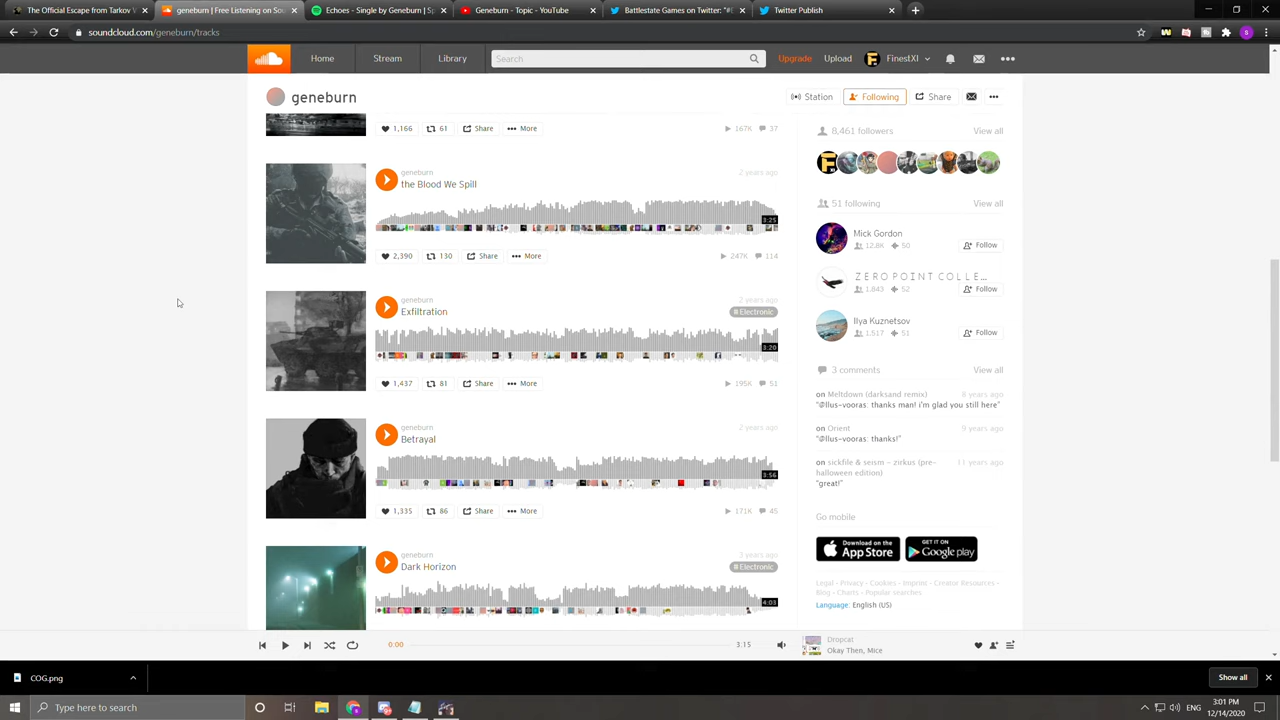 The Official Escape from Tarkov W
geneburn | Free Listening on Sou
Echoes - Single by Geneburn | Sp
Geneburn - Topic - YouTube
Battlestate Games on Twitter: "#E
Twitter Publish
soundcloud.com/geneburn/tracks
Home
Stream
Library
Search
Upgrade
Upload
FinestXI
geneburn
Station
Following
Share
1,166
61
Share
More
167K
37
geneburn
2 years ago
the Blood We Spill
3:25
2,390
130
Share
More
247K
114
geneburn
2 years ago
Exfiltration
# Electronic
3:20
1,437
81
Share
More
195K
51
geneburn
2 years ago
Betrayal
3:56
1,335
86
Share
More
171K
45
geneburn
3 years ago
Dark Horizon
# Electronic
4:03
8,461 followers
View all
51 following
View all
Mick Gordon
12.8K
50
Follow
Z E R O P O I N T C O L L E ...
1,843
52
Follow
Ilya Kuznetsov
1,517
51
Follow
3 comments
View all
on Meltdown (darksand remix)
8 years ago
"@llus-vooras: thanks man! i'm glad you still here"
on Orient
9 years ago
"@llus-vooras: thanks!"
on sickfile & seism - zirkus (pre-
halloween edition)
11 years ago
"great!"
Go mobile
Download on the
App Store
GET IT ON
Google play
Legal - Privacy - Cookies - Imprint - Creator Resources -
Blog - Charts - Popular searches
Language: English (US)
0:00
3:15
Dropcat
Okay Then, Mice
COG.png
Show all
Type here to search
3:01 PM
12/14/2020